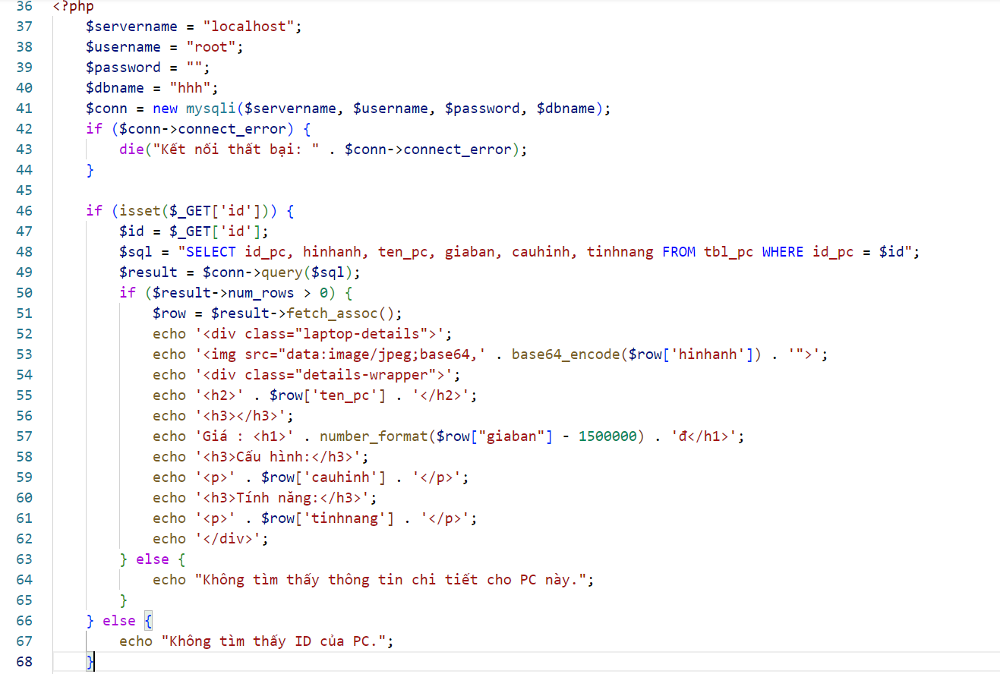 36 <?php
37     $servername = "localhost";
38     $username = "root";
39     $password = "";
40     $dbname = "hhh";
41     $conn = new mysqli($servername, $username, $password, $dbname);
42     if ($conn->connect_error) {
43         die("Kết nối thất bại: " . $conn->connect_error);
44     }
45
46     if (isset($_GET['id'])) {
47         $id = $_GET['id'];
48         $sql = "SELECT id_pc, hinhanh, ten_pc, giaban, cauhinh, tinhnang FROM tbl_pc WHERE id_pc = $id";
49         $result = $conn->query($sql);
50         if ($result->num_rows > 0) {
51             $row = $result->fetch_assoc();
52             echo '<div class="laptop-details">';
53             echo '<img src="data:image/jpeg;base64,' . base64_encode($row['hinhanh']) . '">';
54             echo '<div class="details-wrapper">';
55             echo '<h2>' . $row['ten_pc'] . '</h2>';
56             echo '<h3></h3>';
57             echo 'Giá : <h1>' . number_format($row["giaban"] - 1500000) . 'đ</h1>';
58             echo '<h3>Cấu hình:</h3>';
59             echo '<p>' . $row['cauhinh'] . '</p>';
60             echo '<h3>Tính năng:</h3>';
61             echo '<p>' . $row['tinhnang'] . '</p>';
62             echo '</div>';
63         } else {
64             echo "Không tìm thấy thông tin chi tiết cho PC này.";
65         }
66     } else {
67         echo "Không tìm thấy ID của PC.";
68     }